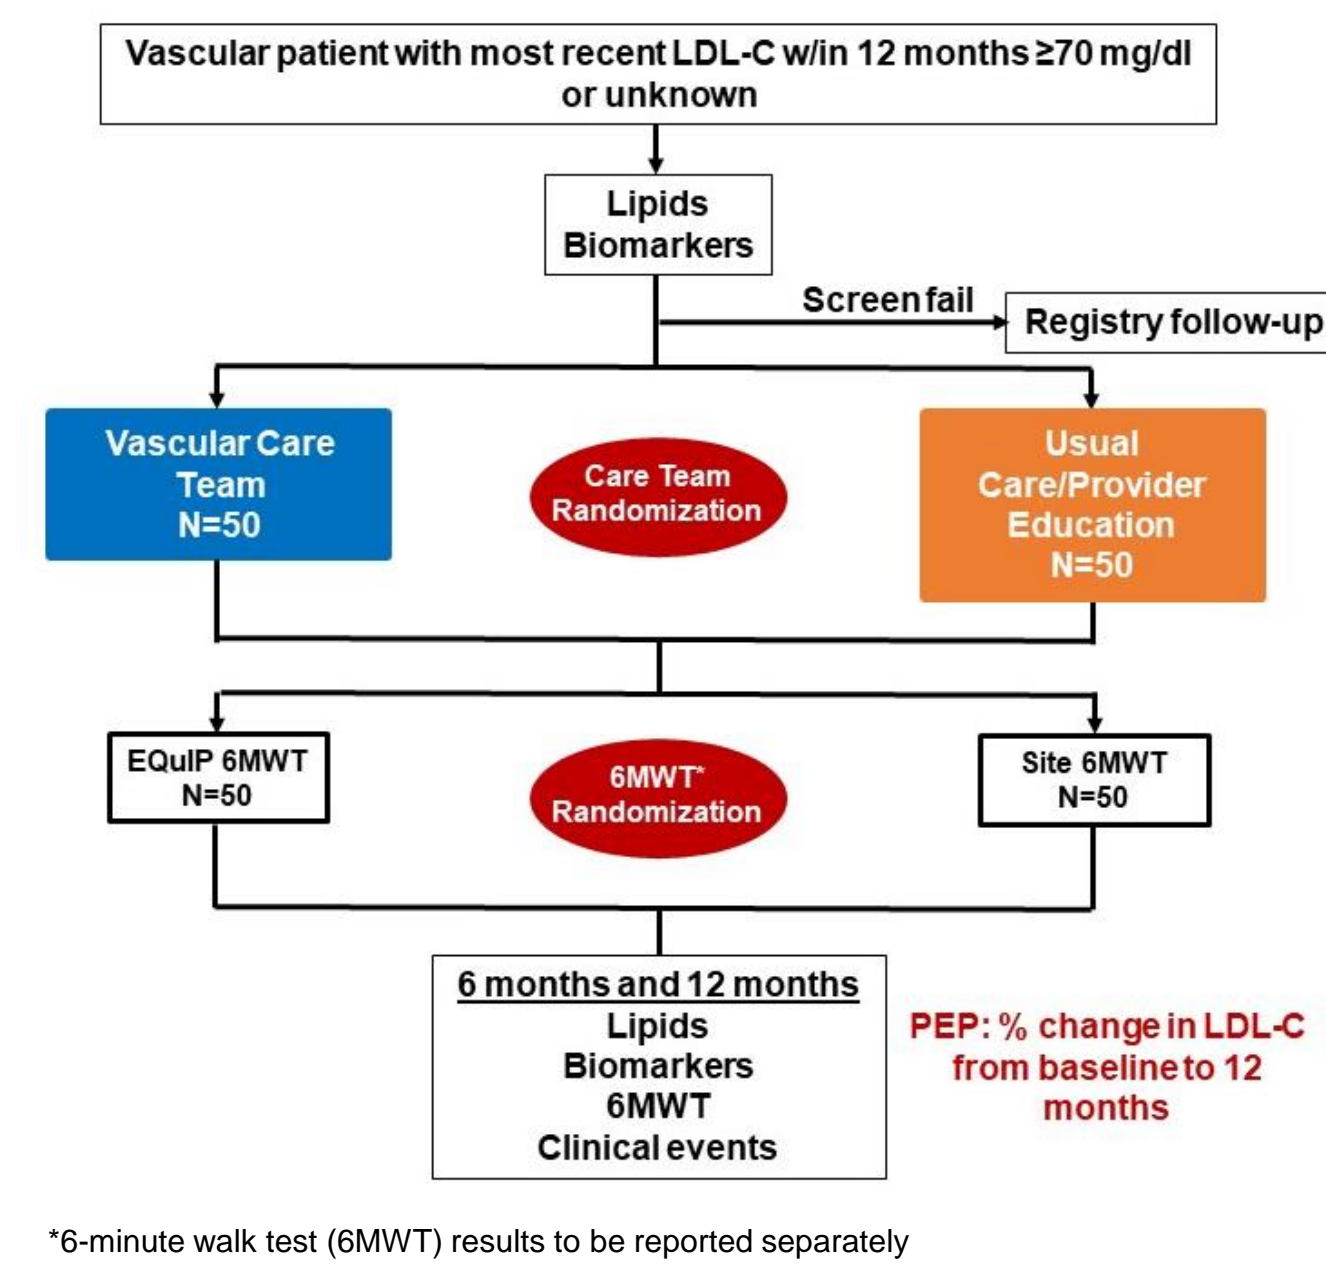 Vascular patient with most recent LDL-C w/in 12 months ≥70 mg/dl
or unknown
Lipids
Biomarkers
Screen fail
Registry follow-up
Vascular Care
Team
N=50
Care Team
Randomization
Usual
Care/Provider
Education
N=50
EQuIP 6MWT
N=50
6MWT*
Randomization
Site 6MWT
N=50
6 months and 12 months
Lipids
Biomarkers
6MWT
Clinical events
PEP: % change in LDL-C
from baseline to 12
months
*6-minute walk test (6MWT) results to be reported separately